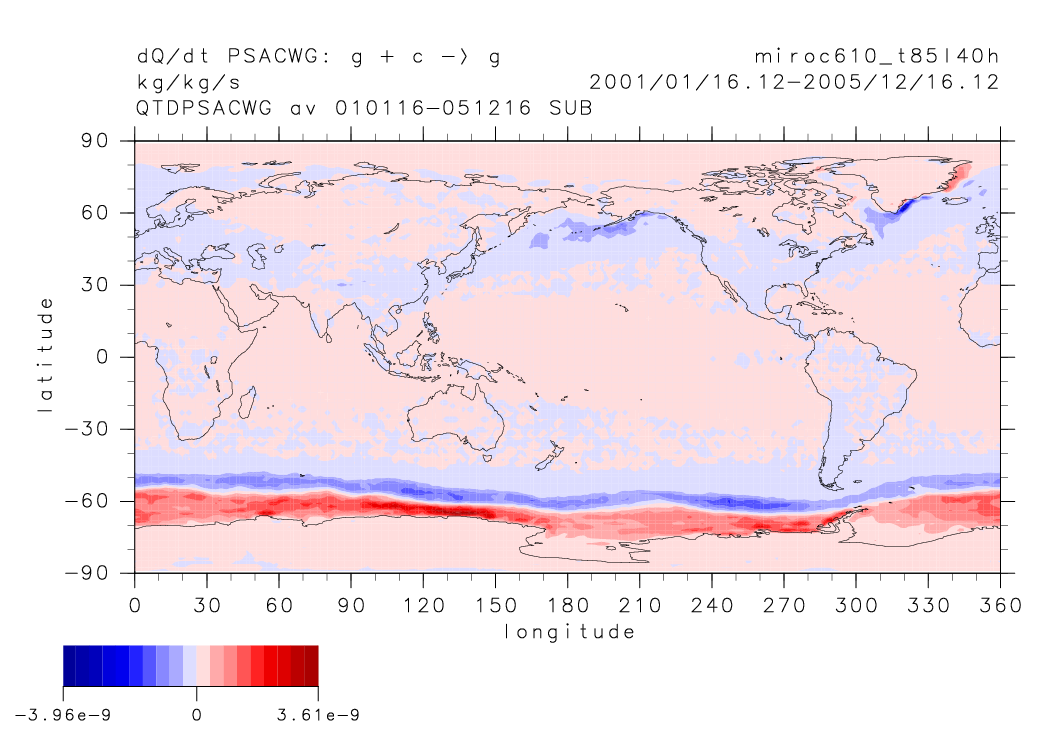 dQ/dt PSACWG: g + c -> g
miroc610_t85l40h
kg/kg/s
2001/01/16.12-2005/12/16.12
QTDPSACWG av 010116-051216 SUB
90
60
30
0
-30
-60
-90
latitude
0 30 60 90 120 150 180 210 240 270 300 330 360
longitude
-3.96e-9 0 3.61e-9